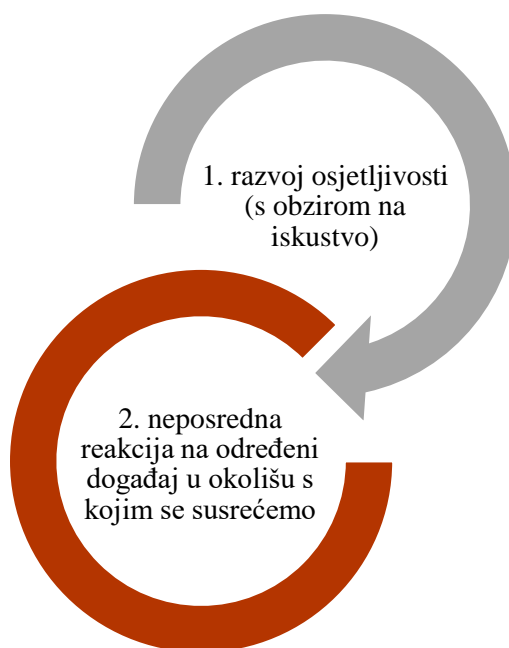 1. razvoj osjetljivosti
(s obzirom na
iskustvo)
2. neposredna
reakcija na određeni
događaj u okolišu s
kojim se susrećemo